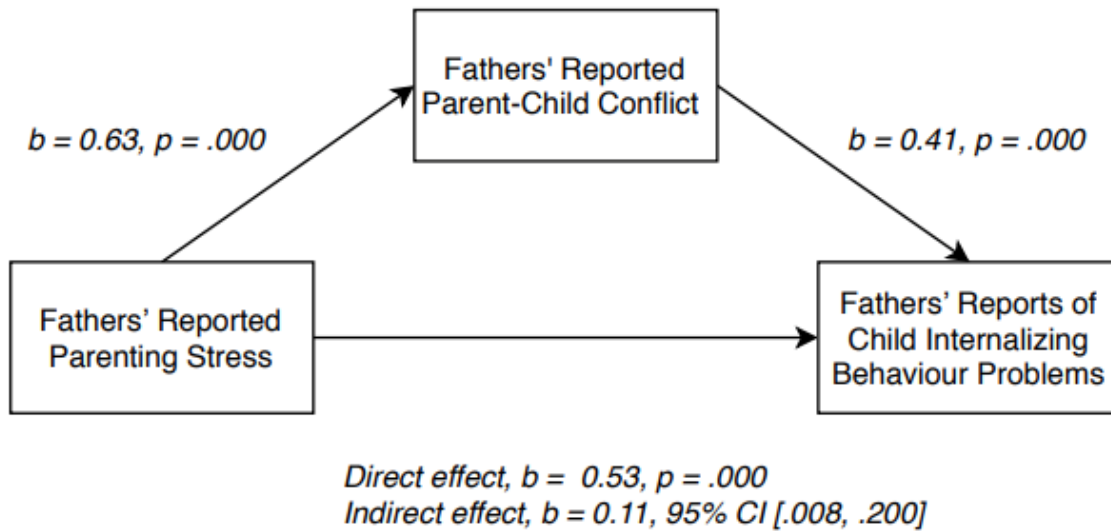 Fathers' Reported
Parent-Child Conflict
b = 0.63, p = .000
b = 0.41, p = .000
Fathers’ Reported
Parenting Stress
Fathers’ Reports of
Child Internalizing
Behaviour Problems
Direct effect, b =  0.53, p = .000
Indirect effect, b = 0.11, 95% CI [.008, .200]